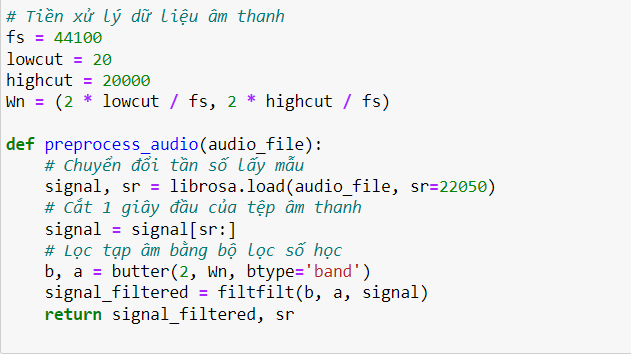 # Tiền xử lý dữ liệu âm thanh
fs = 44100
lowcut = 20
highcut = 20000
Wn = (2 * lowcut / fs, 2 * highcut / fs)

def preprocess_audio(audio_file):
    # Chuyển đổi tần số lấy mẫu
    signal, sr = librosa.load(audio_file, sr=22050)
    # Cắt 1 giây đầu của tệp âm thanh
    signal = signal[sr:]
    # Lọc tạp âm bằng bộ lọc số học
    b, a = butter(2, Wn, btype='band')
    signal_filtered = filtfilt(b, a, signal)
    return signal_filtered, sr